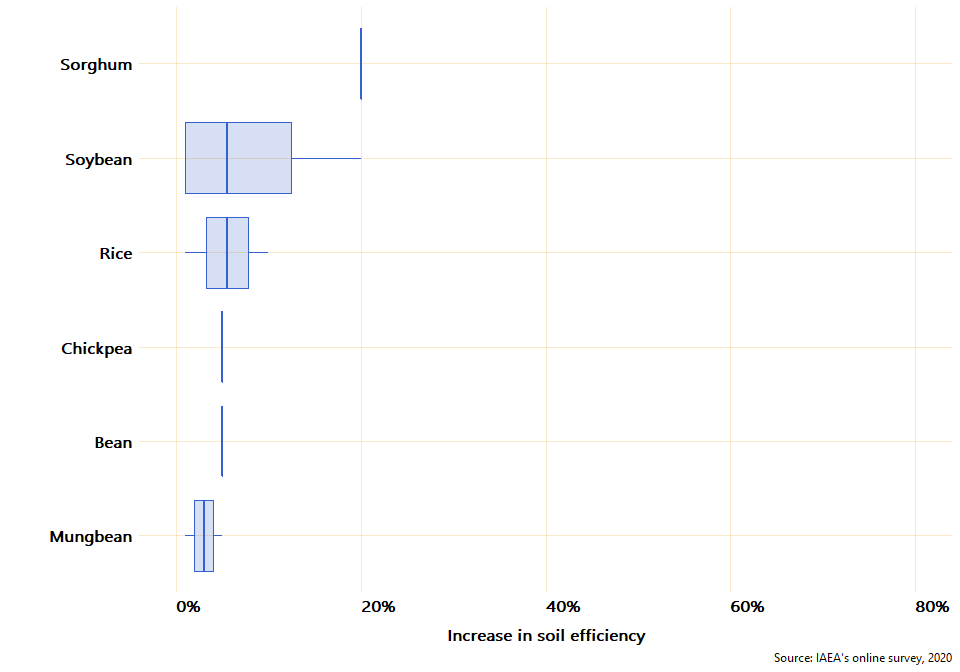 Sorghum
Soybean
Rice
Chickpea
Bean
Mungbean
0% 20% 40% 60% 80%
Increase in soil efficiency
Source: IAEA's online survey, 2020